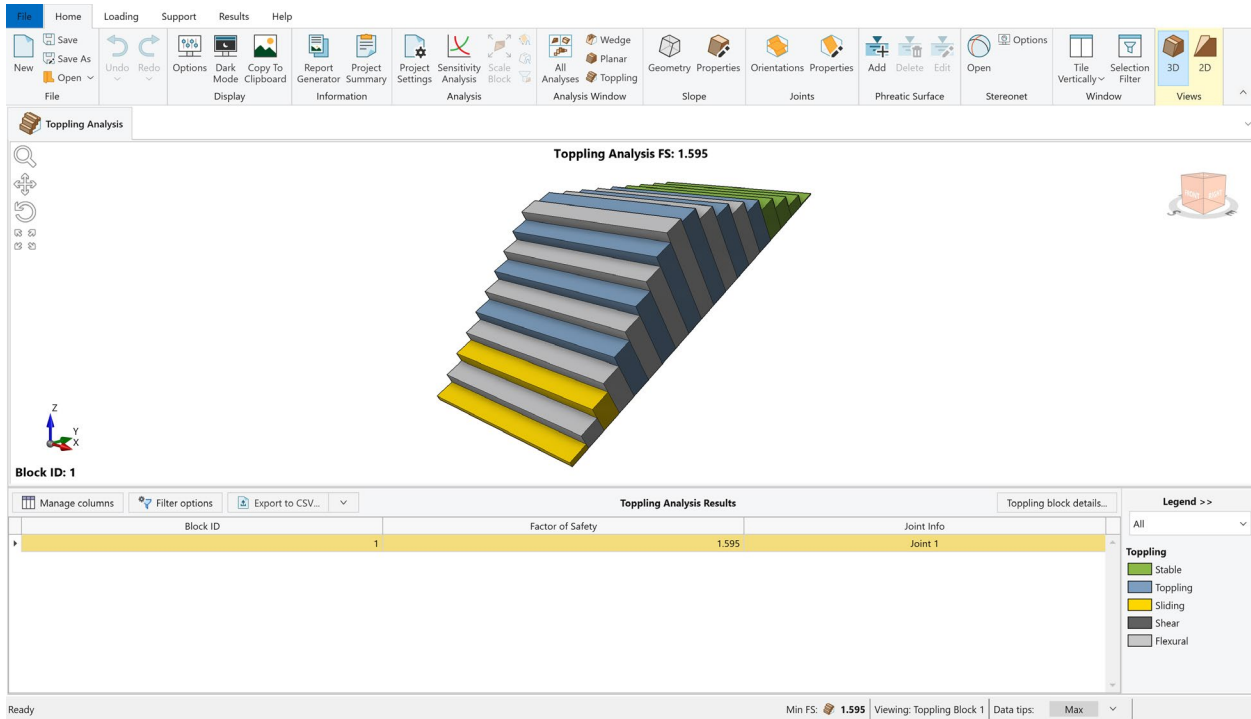 File Home Loading Support Results Help
New Save Save As Open Undo Redo Options Dark Mode Copy To Clipboard Report Generator Project Summary Project Settings Sensitivity Analysis Scale Block All Analyses Wedge Planar Toppling Geometry Properties Orientations Properties Add Delete Edit Open Options Tile Vertically Selection Filter 3D 2D
File Display Information Analysis Analysis Window Slope Joints Phreatic Surface Stereonet Window Views
Toppling Analysis
Toppling Analysis FS: 1.595
Z
Y
X
Block ID: 1
Manage columns Filter options Export to CSV... Toppling Analysis Results Toppling block details... Legend >>
Block ID Factor of Safety Joint Info All
1 1.595 Joint 1
Toppling
Stable
Toppling
Sliding
Shear
Flexural
Ready Min FS: 1.595 Viewing: Toppling Block 1 Data tips: Max